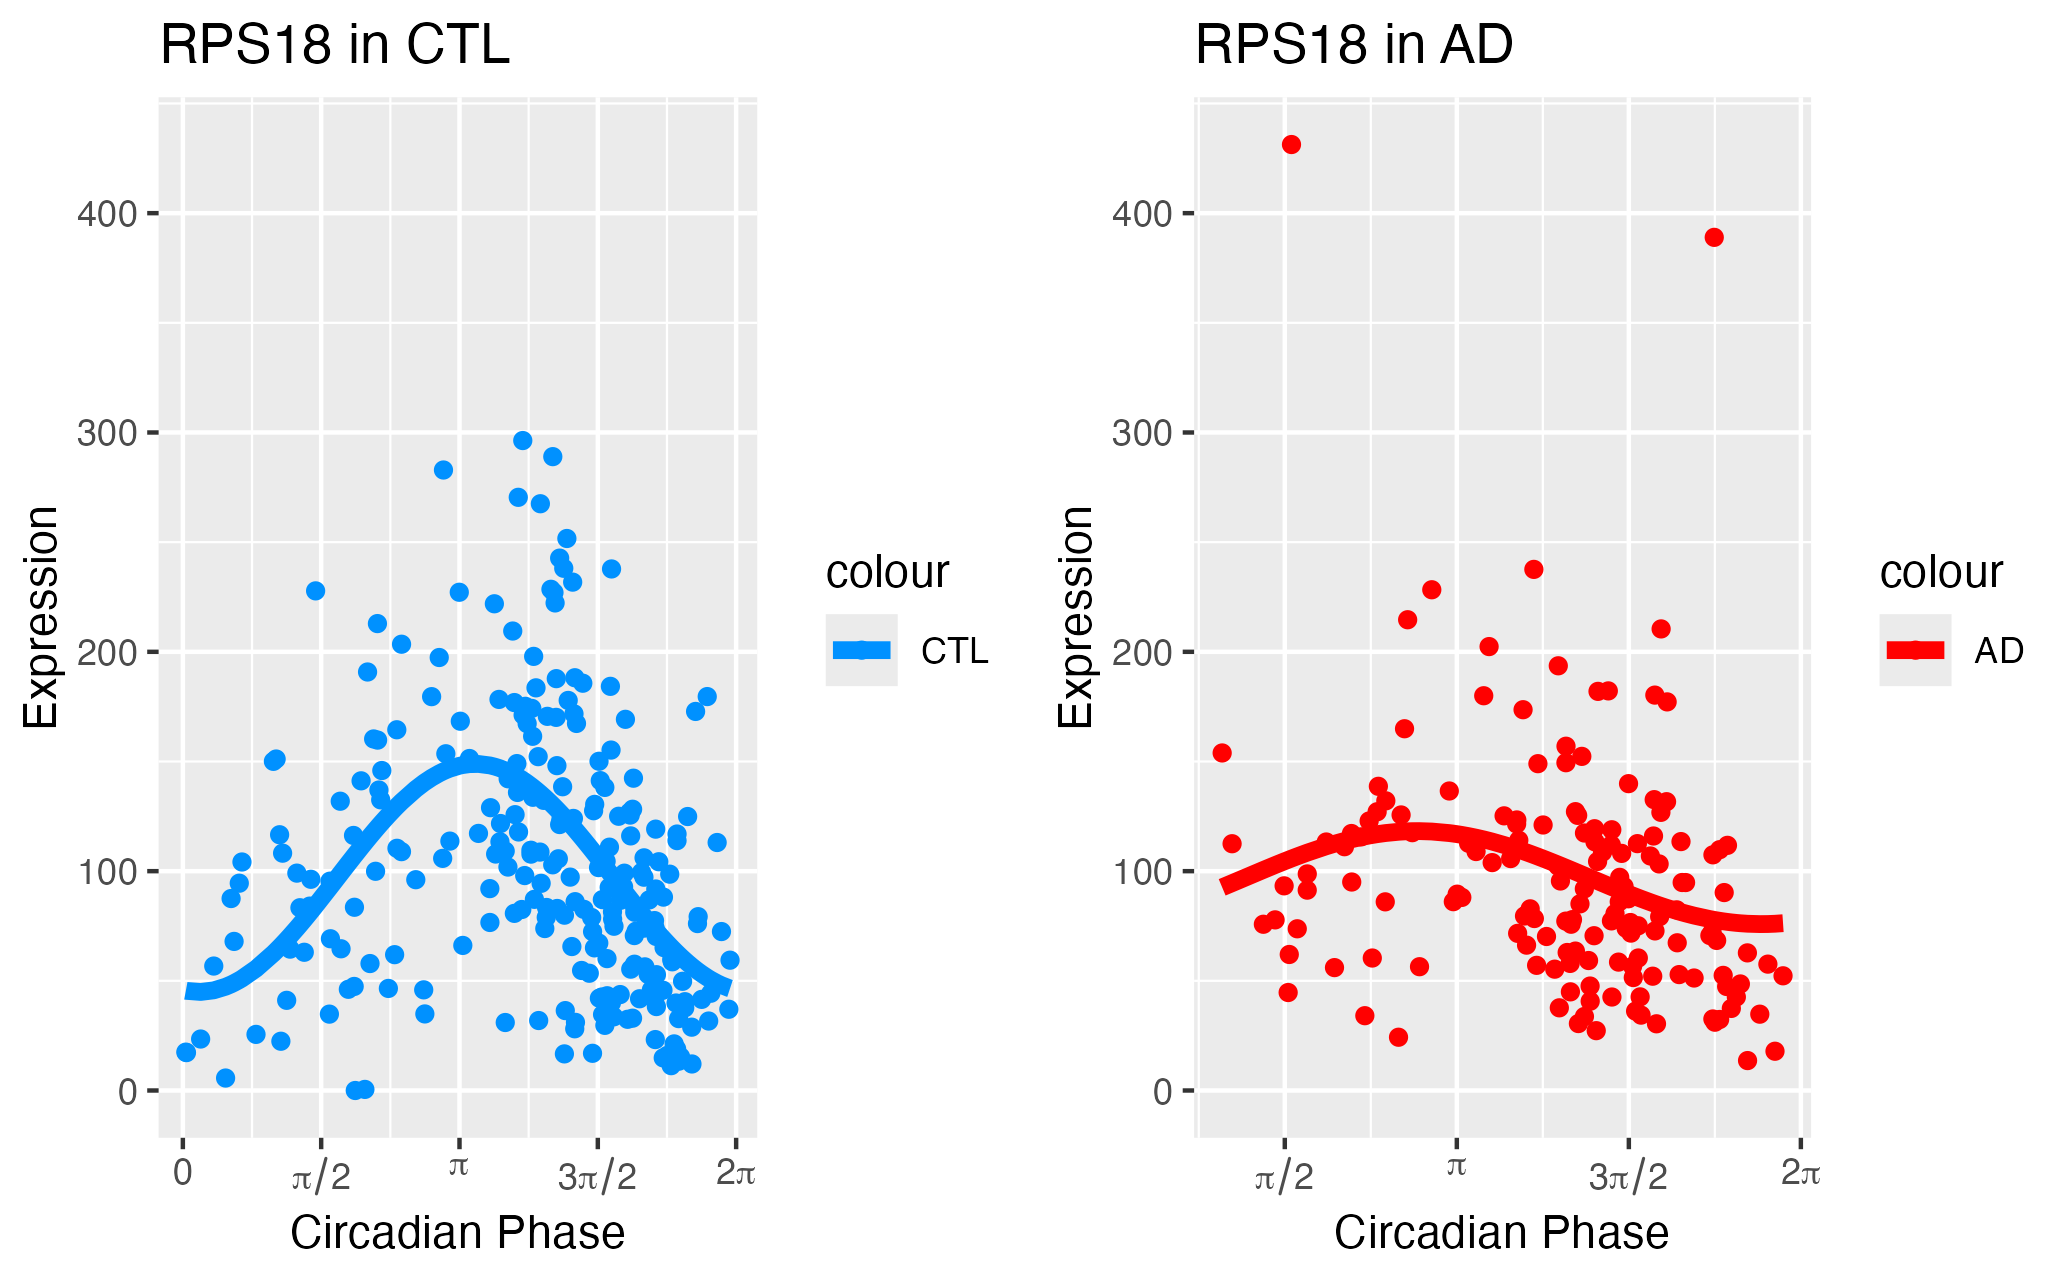 RPS18 in CTL
400
300
200
100
0
Expression
0 π/2 π 3π/2 2π
Circadian Phase
colour
CTL
RPS18 in AD
400
300
200
100
0
Expression
π/2 π 3π/2 2π
Circadian Phase
colour
AD